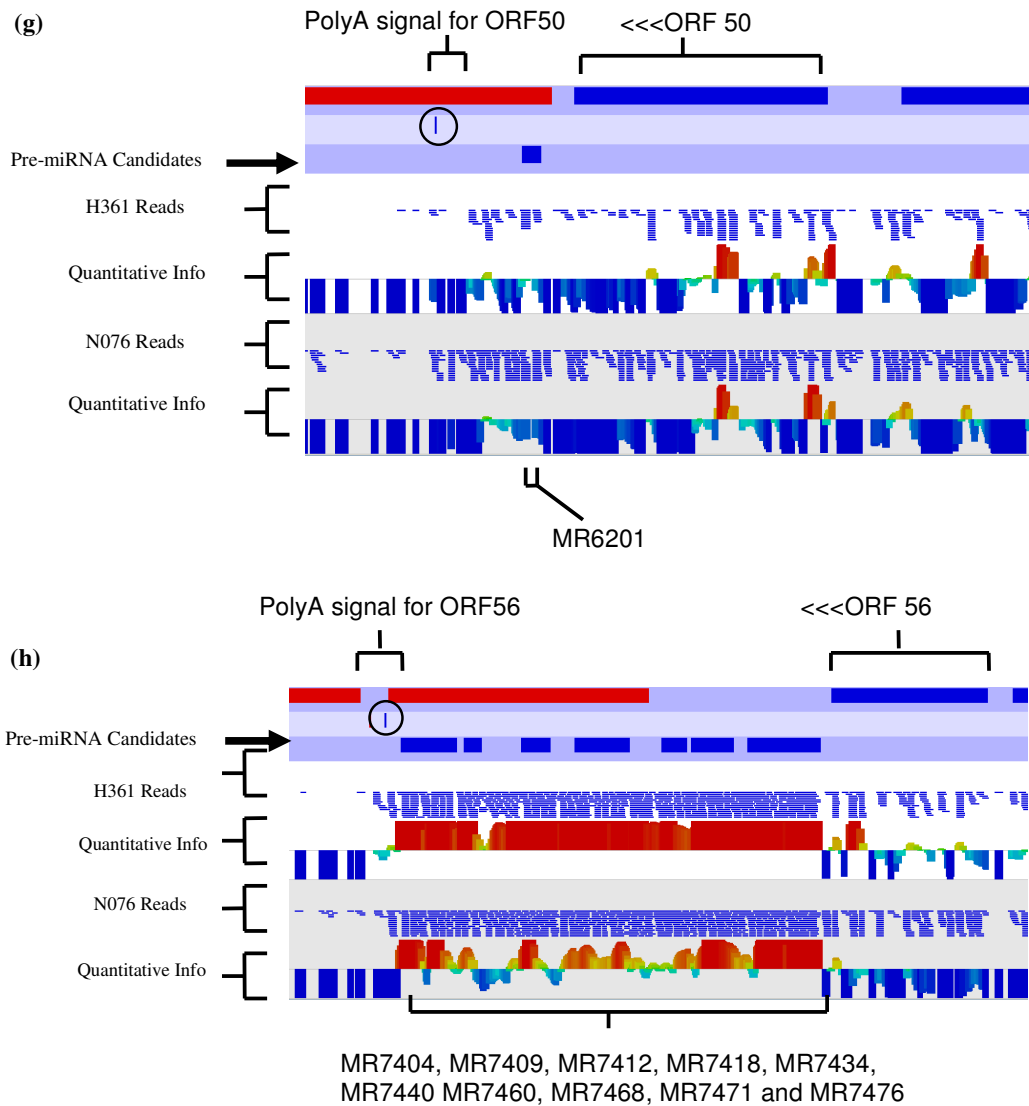 (g)
PolyA signal for ORF50
<<<ORF 50
Pre-miRNA Candidates
H361 Reads
Quantitative Info
N076 Reads
Quantitative Info
MR6201
PolyA signal for ORF56
<<<ORF 56
(h)
Pre-miRNA Candidates
H361 Reads
Quantitative Info
N076 Reads
Quantitative Info
MR7404, MR7409, MR7412, MR7418, MR7434,
MR7440 MR7460, MR7468, MR7471 and MR7476